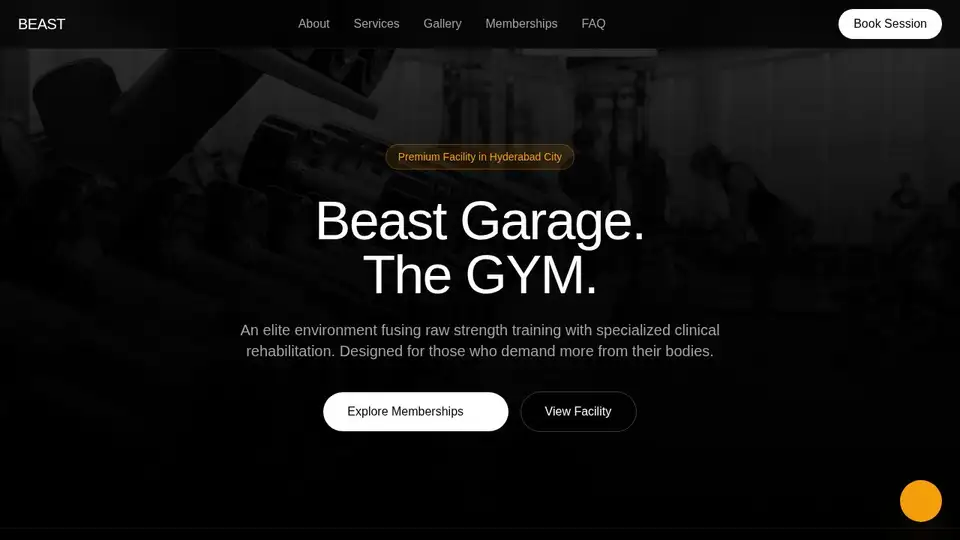 BEAST
About
Services
Gallery
Memberships
FAQ
Book Session
Premium Facility in Hyderabad City
Beast Garage.
The GYM.
An elite environment fusing raw strength training with specialized clinical
rehabilitation. Designed for those who demand more from their bodies.
Explore Memberships
View Facility